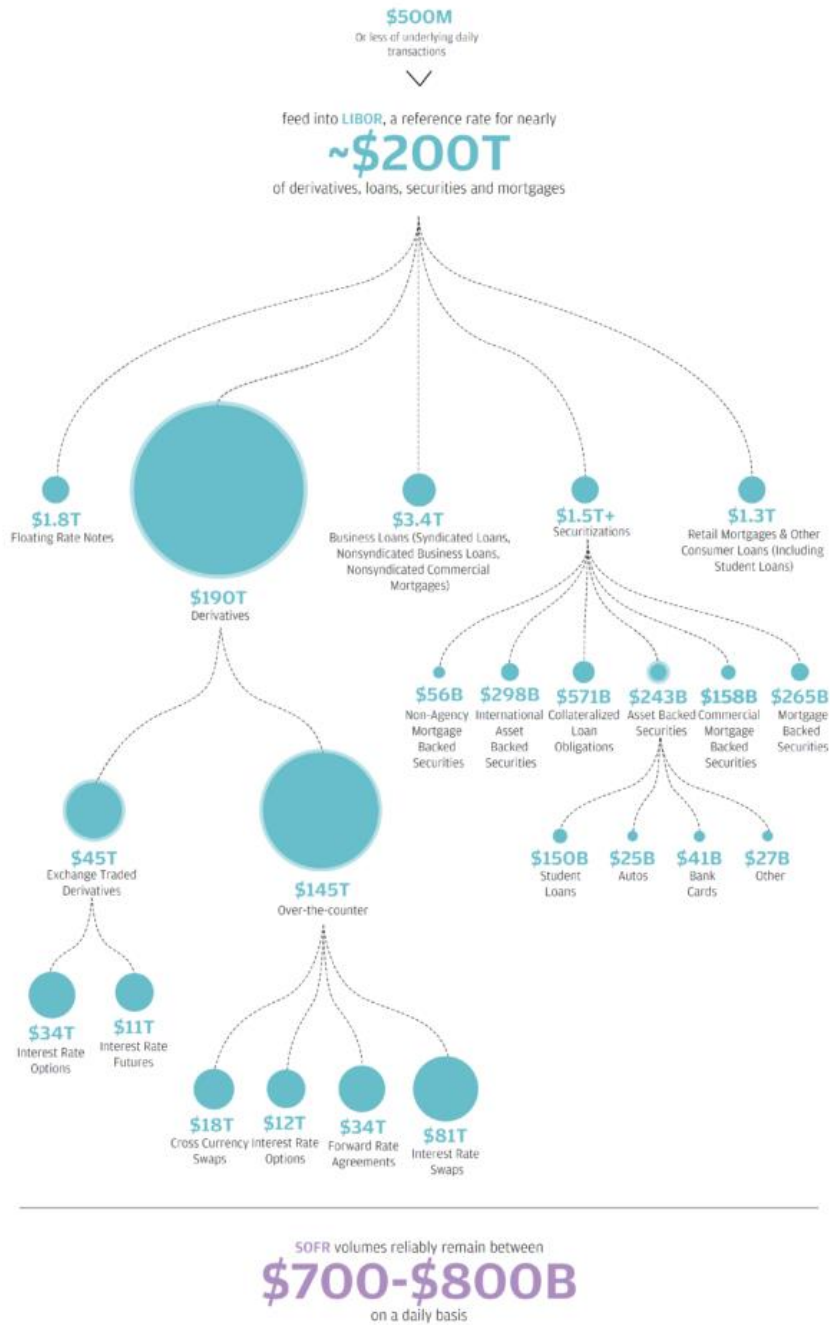 $500M
Or less of underlying daily
transactions
feed into LIBOR, a reference rate for nearly
~$200T
of derivatives, loans, securities and mortgages
$1.8T
Floating Rate Notes
$190T
Derivatives
$3.4T
Business Loans (Syndicated Loans,
Nonsyndicated Business Loans,
Nonsyndicated Commercial
Mortgages)
$1.5T+
Securitizations
$1.3T
Retail Mortgages & Other
Consumer Loans (Including
Student Loans)
$56B
Non-Agency
Mortgage
Backed
Securities
$298B
International
Asset
Backed
Securities
$571B
Collateralized
Loan
Obligations
$243B
Asset Backed
Securities
$158B
Commercial
Mortgage
Backed
Securities
$265B
Mortgage
Backed
Securities
$150B
Student
Loans
$25B
Autos
$41B
Bank
Cards
$27B
Other
$45T
Exchange Traded
Derivatives
$145T
Over-the-counter
$34T
Interest Rate
Options
$11T
Interest Rate
Futures
$18T
Cross Currency
Swaps
$12T
Interest Rate
Options
$34T
Forward Rate
Agreements
$81T
Interest Rate
Swaps
SOFR volumes reliably remain between
$700-$800B
on a daily basis